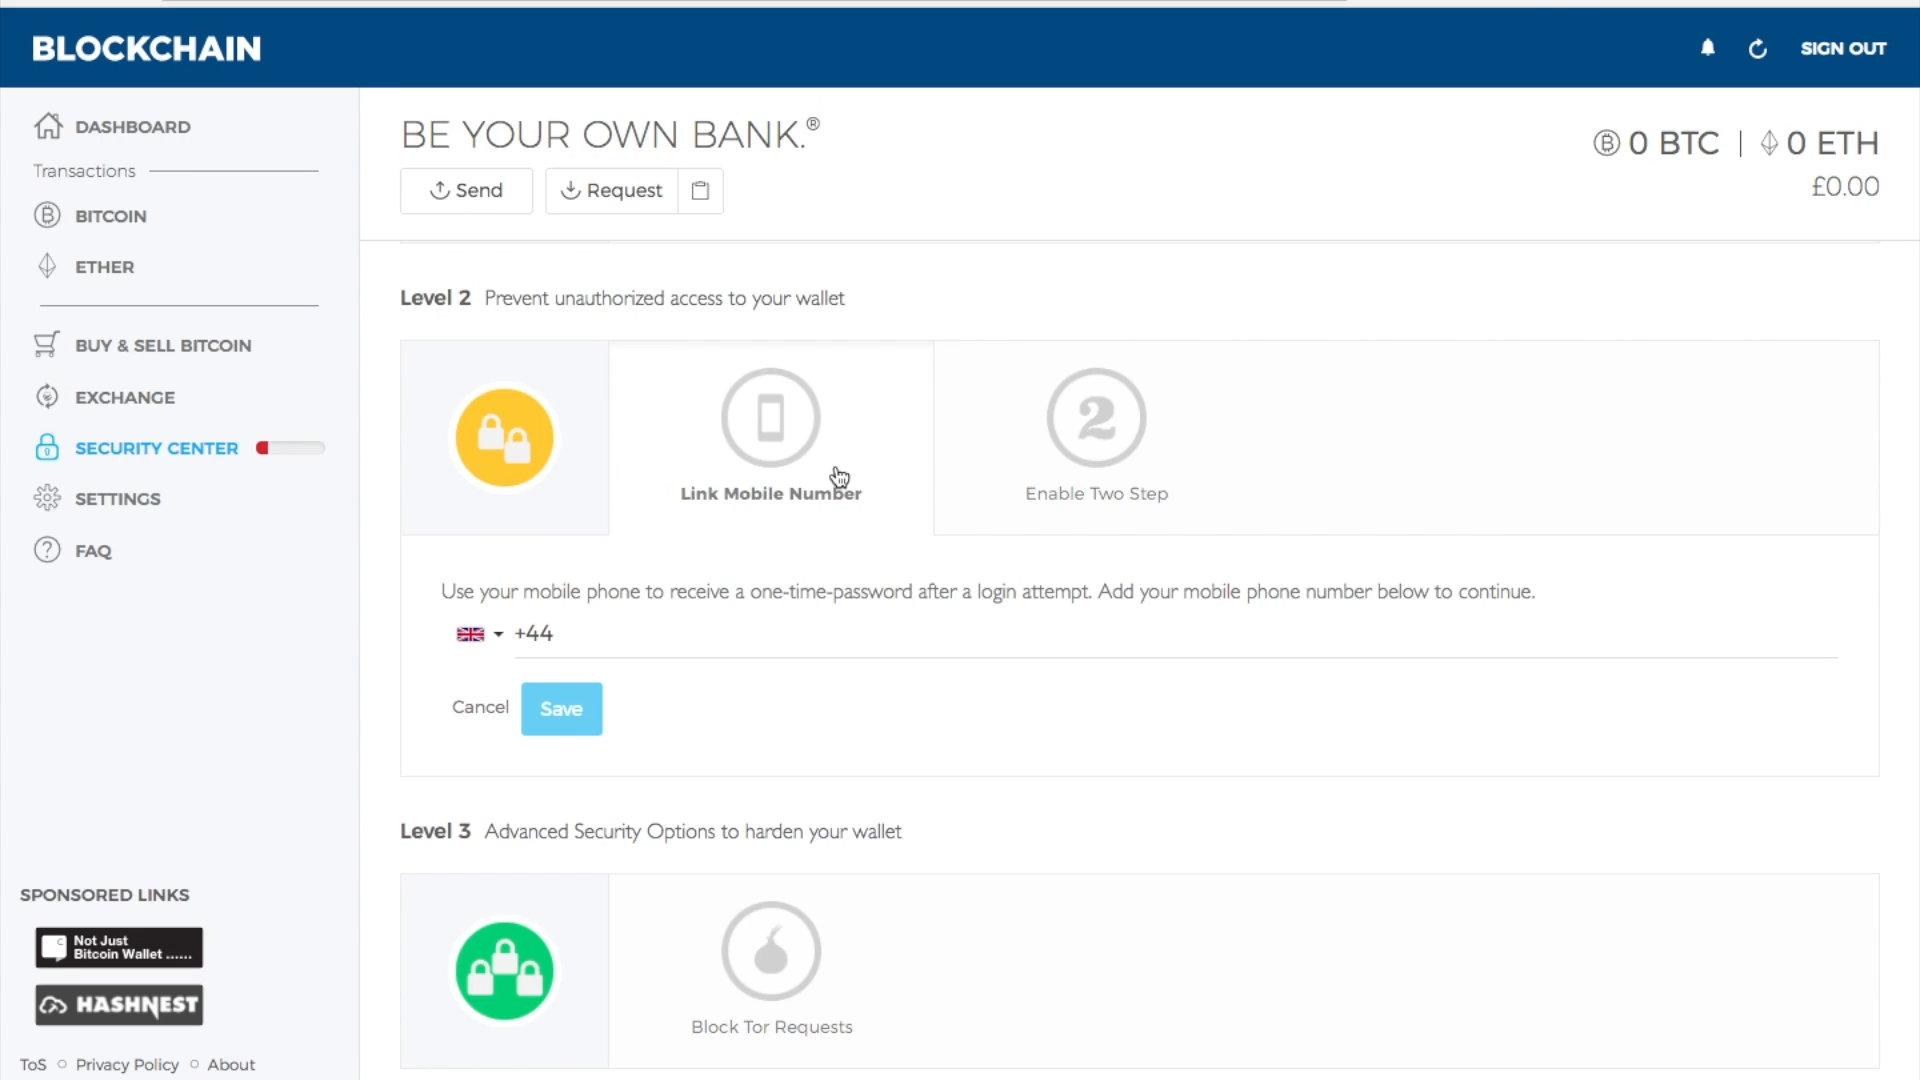 BLOCKCHAIN
SIGN OUT
DASHBOARD
Transactions
BITCOIN
ETHER
BUY & SELL BITCOIN
EXCHANGE
0
SECURITY CENTER
SETTINGS
? FAQ
SPONSORED LINKS
C Not Just
Bitcoin Wallet ......
HASHNEST
ToS ○ Privacy Policy ○ About
BE YOUR OWN BANK.®
0 BTC | 0 ETH
£0.00
Send
Request
Level 2 Prevent unauthorized access to your wallet
2
Link Mobile Number
Enable Two Step
Use your mobile phone to receive a one-time-password after a login attempt. Add your mobile phone number below to continue.
+44
Cancel
Save
Level 3 Advanced Security Options to harden your wallet
Block Tor Requests